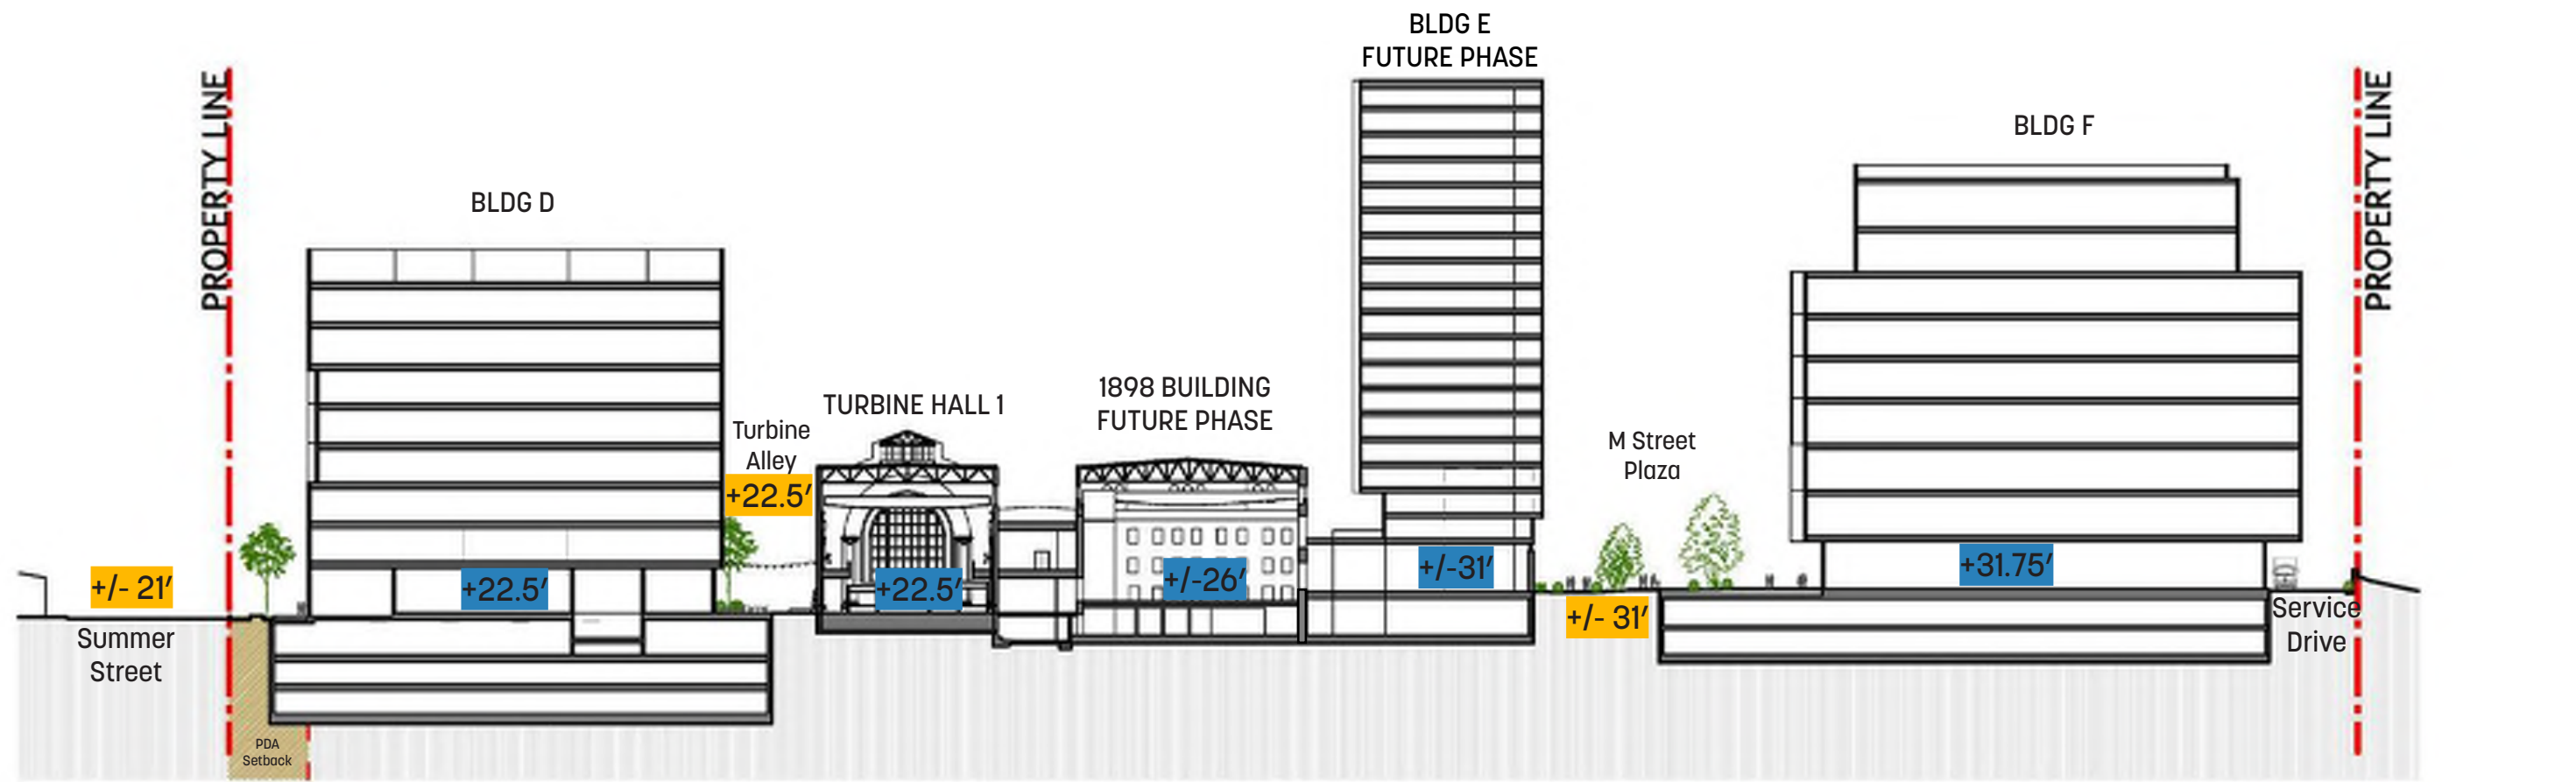 PROPERTY LINE
BLDG D
Turbine
Alley
+22.5′
TURBINE HALL 1
1898 BUILDING
FUTURE PHASE
BLDG E
FUTURE PHASE
M Street
Plaza
BLDG F
PROPERTY LINE
+/- 21′
Summer
Street
+22.5′
+22.5′
+/-26′
+/-31′
+/- 31′
+31.75′
Service
Drive
PDA
Setback